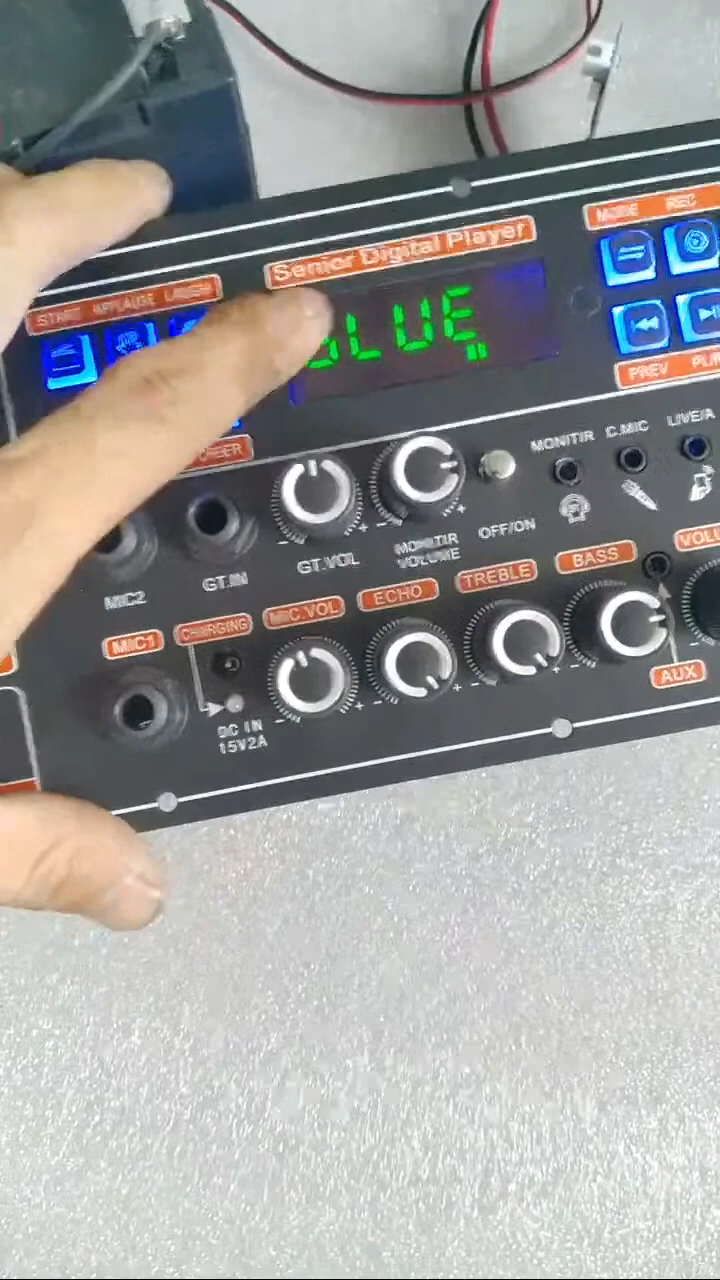 Senior Digital Player
MODE REC
START APPLAUSE LAUGH
BLUE
PREV
MONITIR C.MIC LIVE/A
MIC2 GT.IN GT.VOL MONITIR VOLUME OFF/ON
MIC1 CHARGING MIC.VOL ECHO TREBLE BASS
AUX
DC IN
15V2A